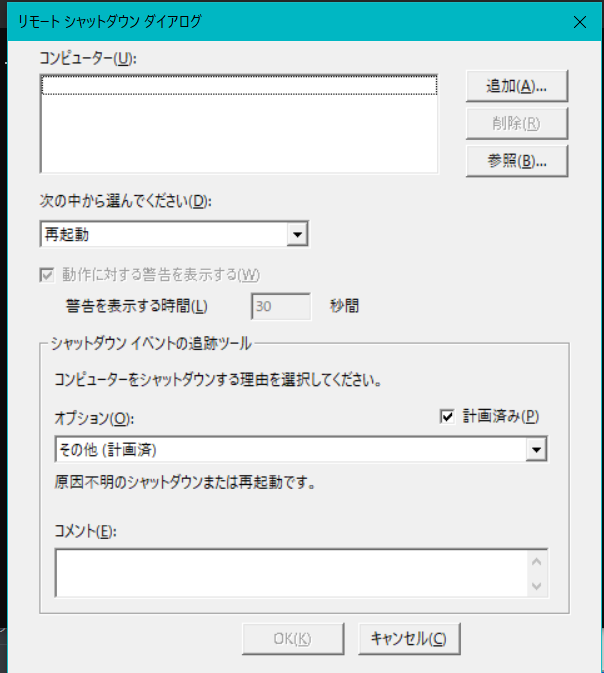 リモート シャットダウン ダイアログ
コンピューター(U):
追加(A)...
削除(R)
参照(B)...
次の中から選んでください(D):
再起動
動作に対する警告を表示する(W)
警告を表示する時間(L) 30 秒間
シャットダウン イベントの追跡ツール
コンピューターをシャットダウンする理由を選択してください。
オプション(O): 計画済み(P)
その他 (計画済)
原因不明のシャットダウンまたは再起動です。
コメント(E):
OK(K) キャンセル(C)